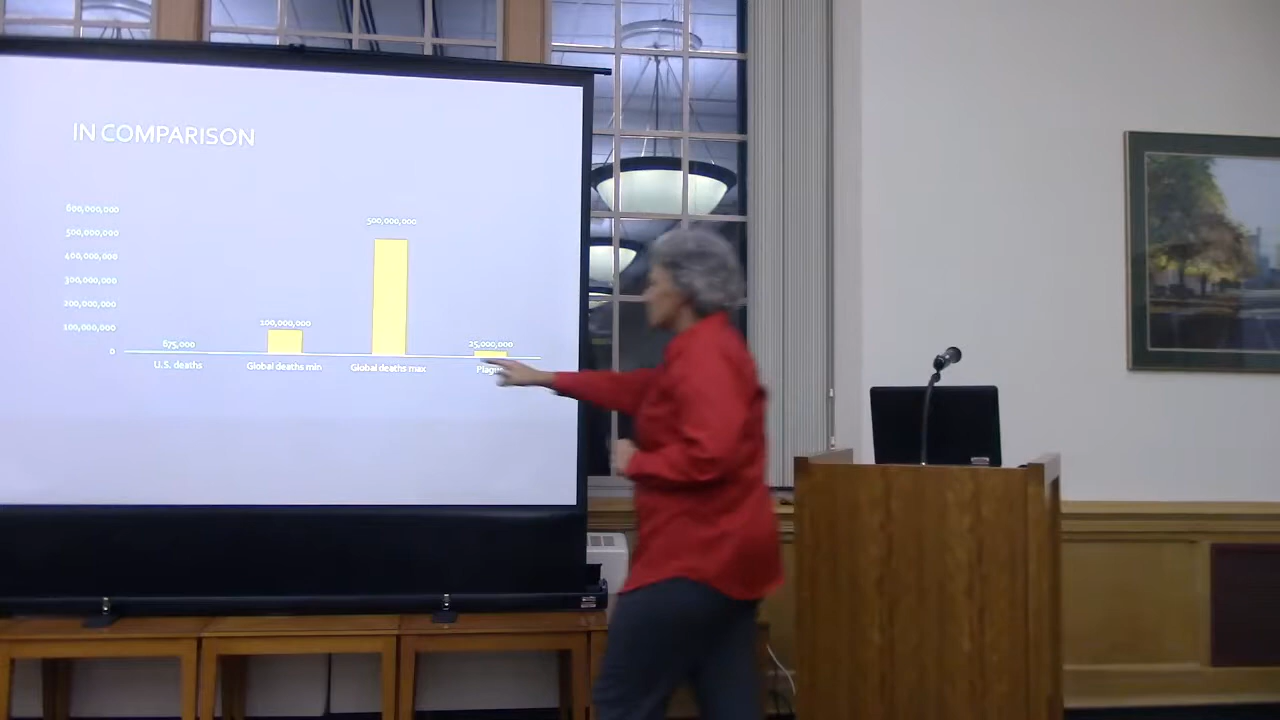 IN COMPARISON
600,000,000
500,000,000
400,000,000
300,000,000
200,000,000
100,000,000
0
675,000
100,000,000
500,000,000
25,000,000
U.S. deaths
Global deaths min
Global deaths max
Plague